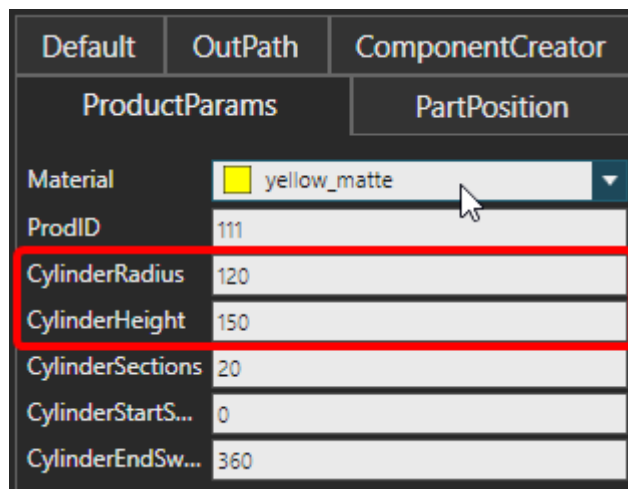 Default OutPath ComponentCreator
ProductParams PartPosition
Material yellow_matte
ProdID 111
CylinderRadius 120
CylinderHeight 150
CylinderSections 20
CylinderStartS... 0
CylinderEndSw... 360